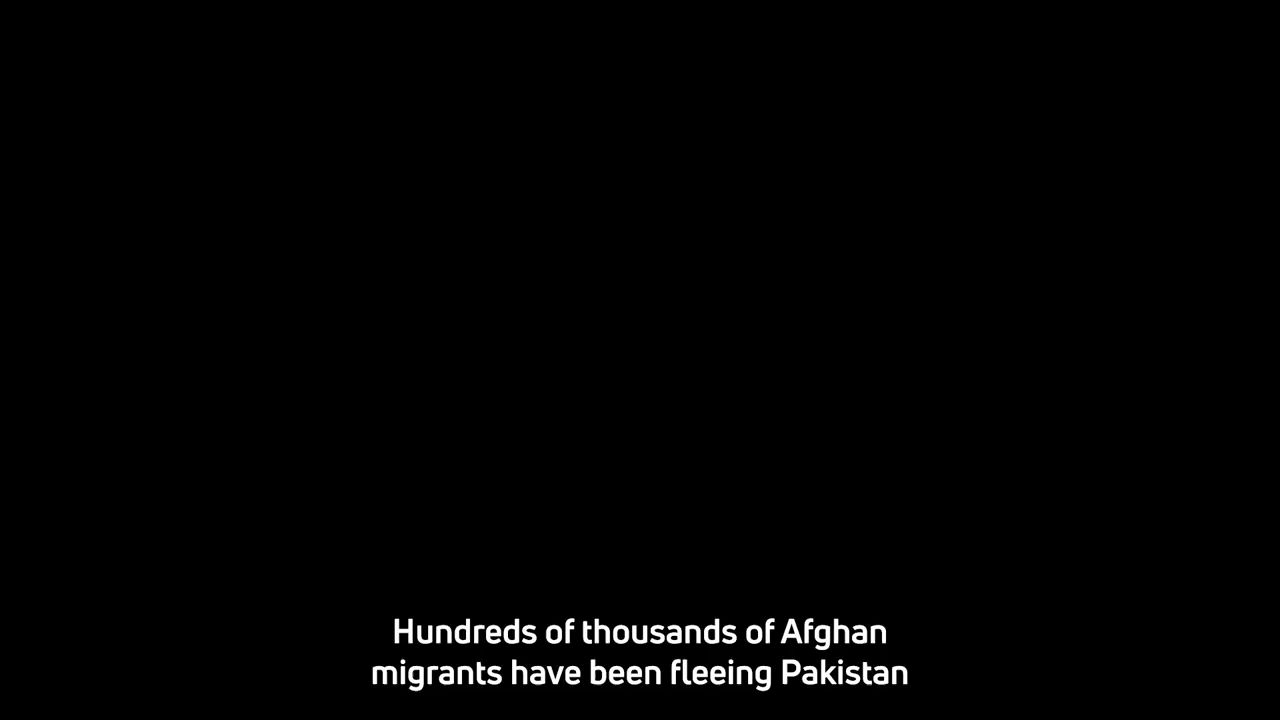 Hundreds of thousands of Afghan
migrants have been fleeing Pakistan